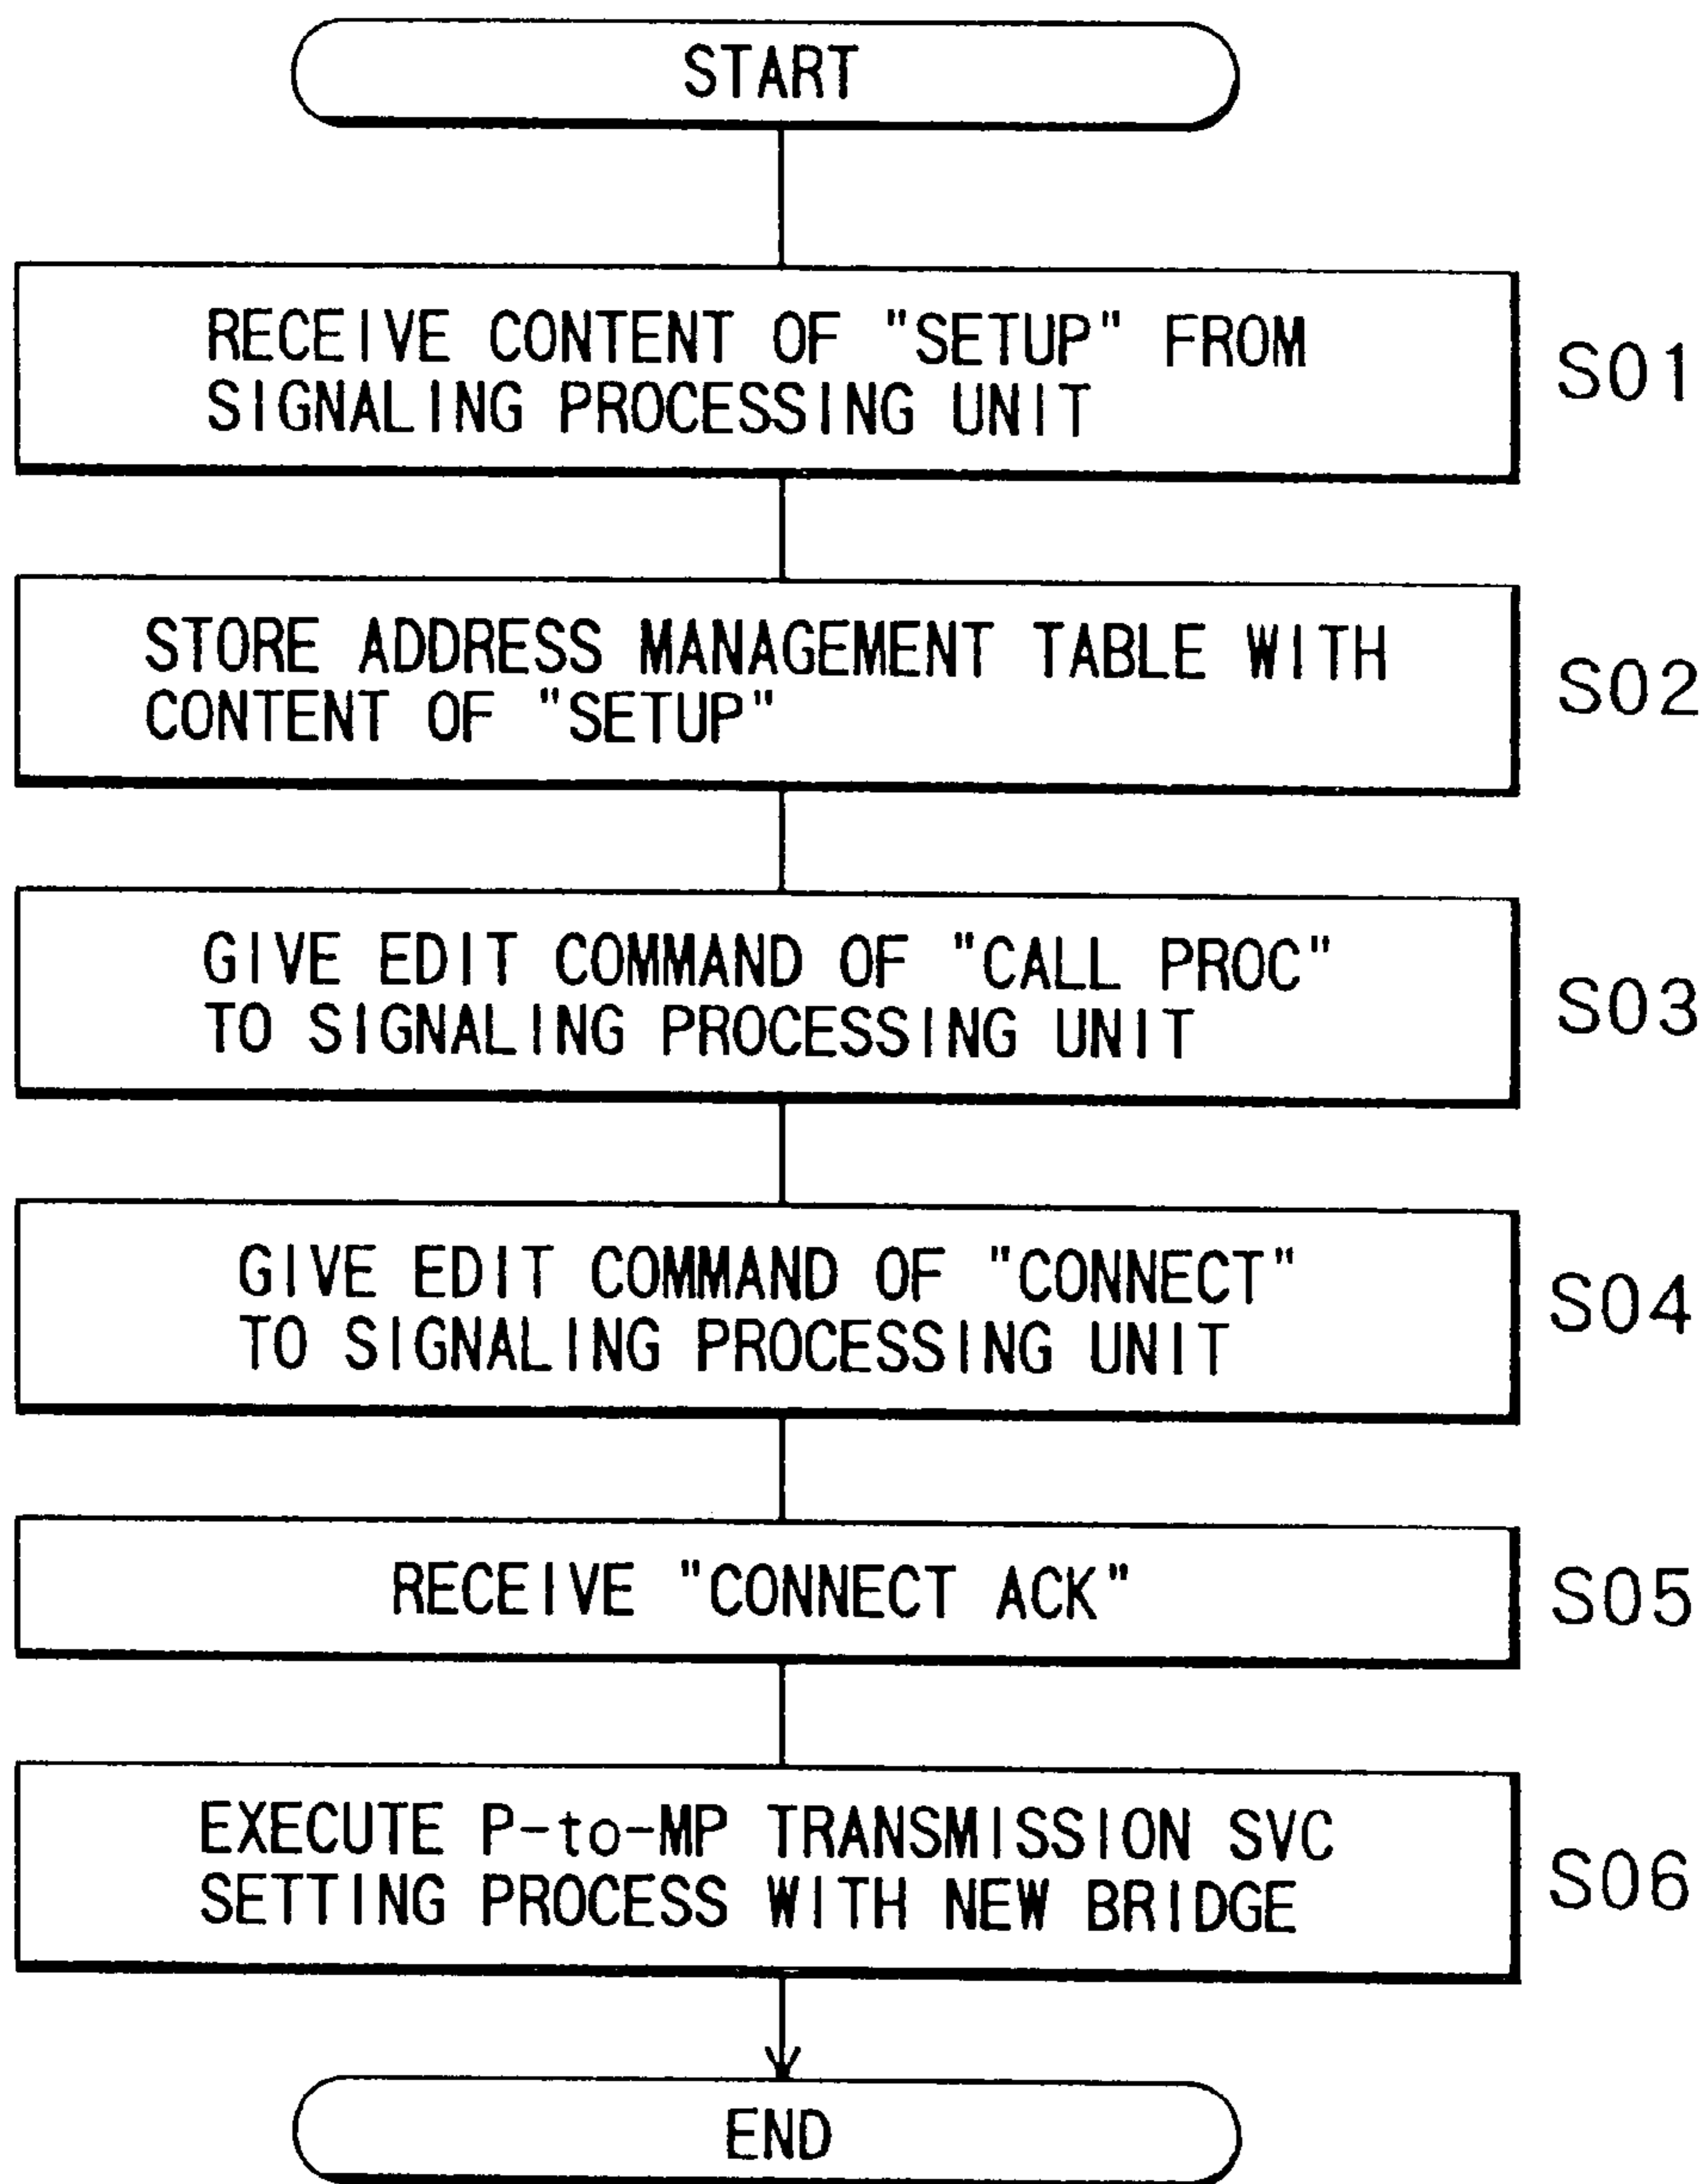 START
RECEIVE CONTENT OF "SETUP" FROM
SIGNALING PROCESSING UNIT
S01
STORE ADDRESS MANAGEMENT TABLE WITH
CONTENT OF "SETUP"
S02
GIVE EDIT COMMAND OF "CALL PROC"
TO SIGNALING PROCESSING UNIT
S03
GIVE EDIT COMMAND OF "CONNECT"
TO SIGNALING PROCESSING UNIT
S04
RECEIVE "CONNECT ACK"
S05
EXECUTE P-to-MP TRANSMISSION SVC
SETTING PROCESS WITH NEW BRIDGE
S06
END